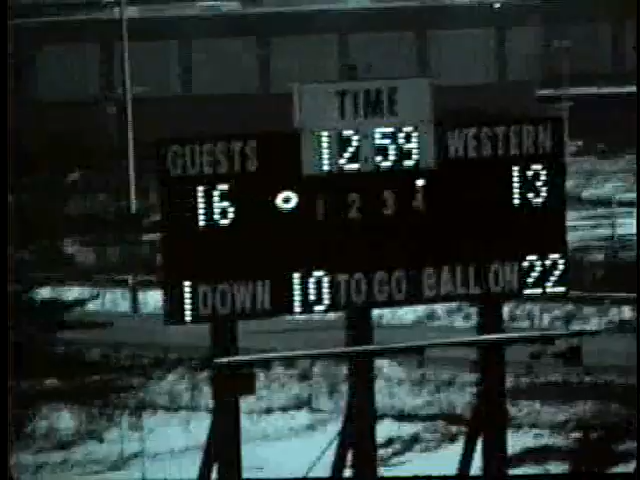 TIME
GUESTS 12:59 WESTERN
16 1 2 3 4 13
1 DOWN 10 TO GO BALL ON 22